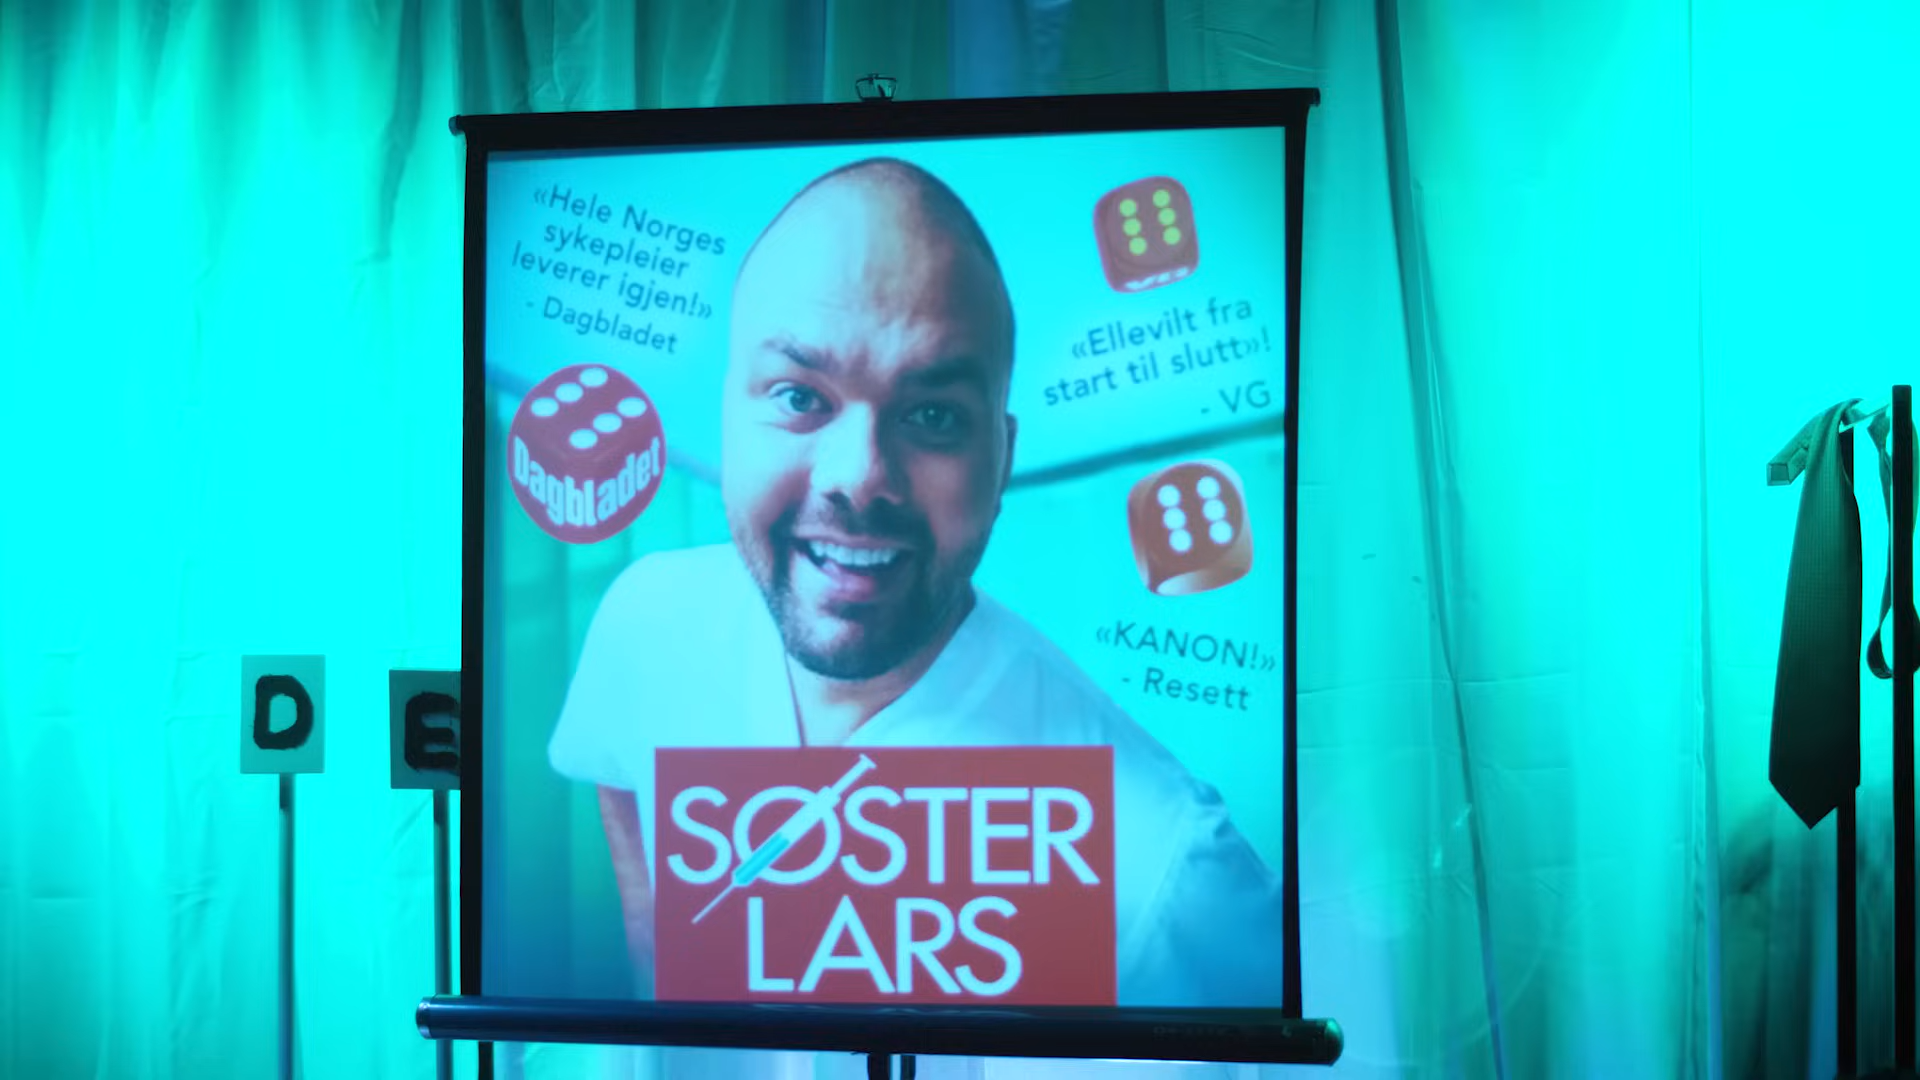 «Hele Norges
sykepleier
leverer igjen!»
- Dagbladet
Dagbladet
«Ellevilt fra
start til slutt»!
- VG
«KANON!»
- Resett
SØSTER
LARS
D
E